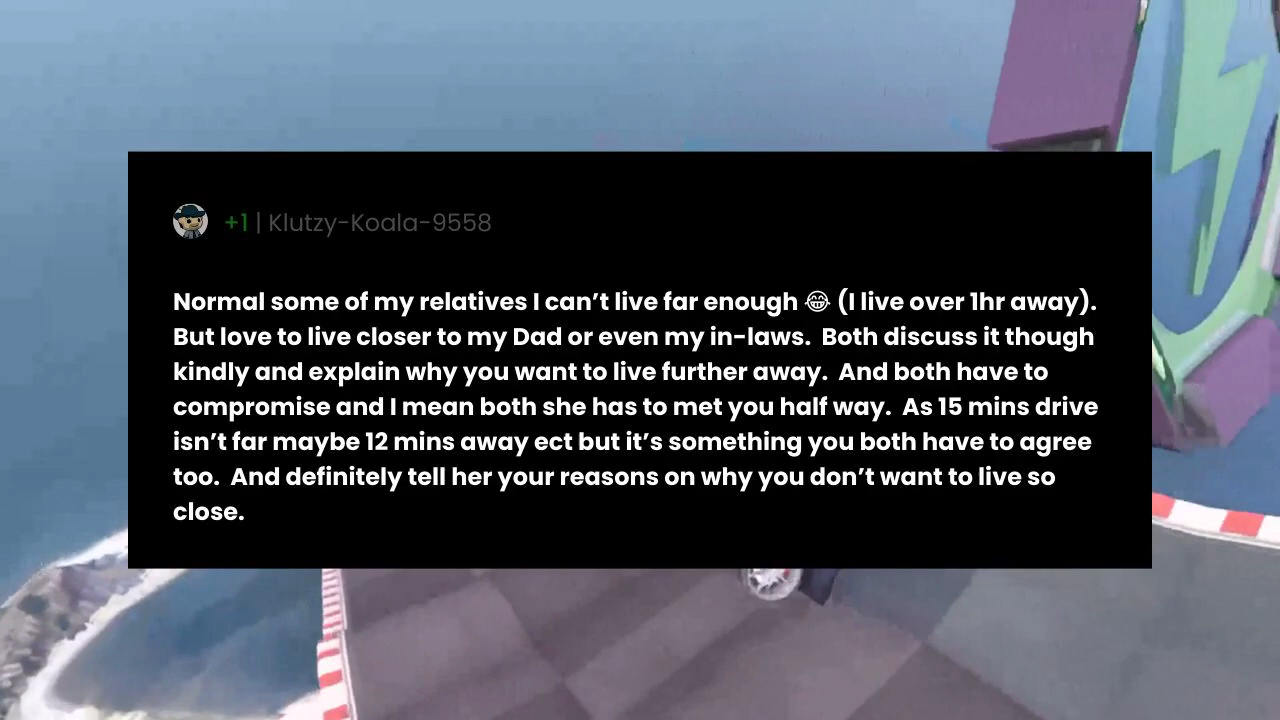 +1 | Klutzy-Koala-9558
Normal some of my relatives I can’t live far enough 😂 (I live over 1hr away).
But love to live closer to my Dad or even my in-laws.  Both discuss it though
kindly and explain why you want to live further away.  And both have to
compromise and I mean both she has to met you half way.  As 15 mins drive
isn’t far maybe 12 mins away ect but it’s something you both have to agree
too.  And definitely tell her your reasons on why you don’t want to live so
close.